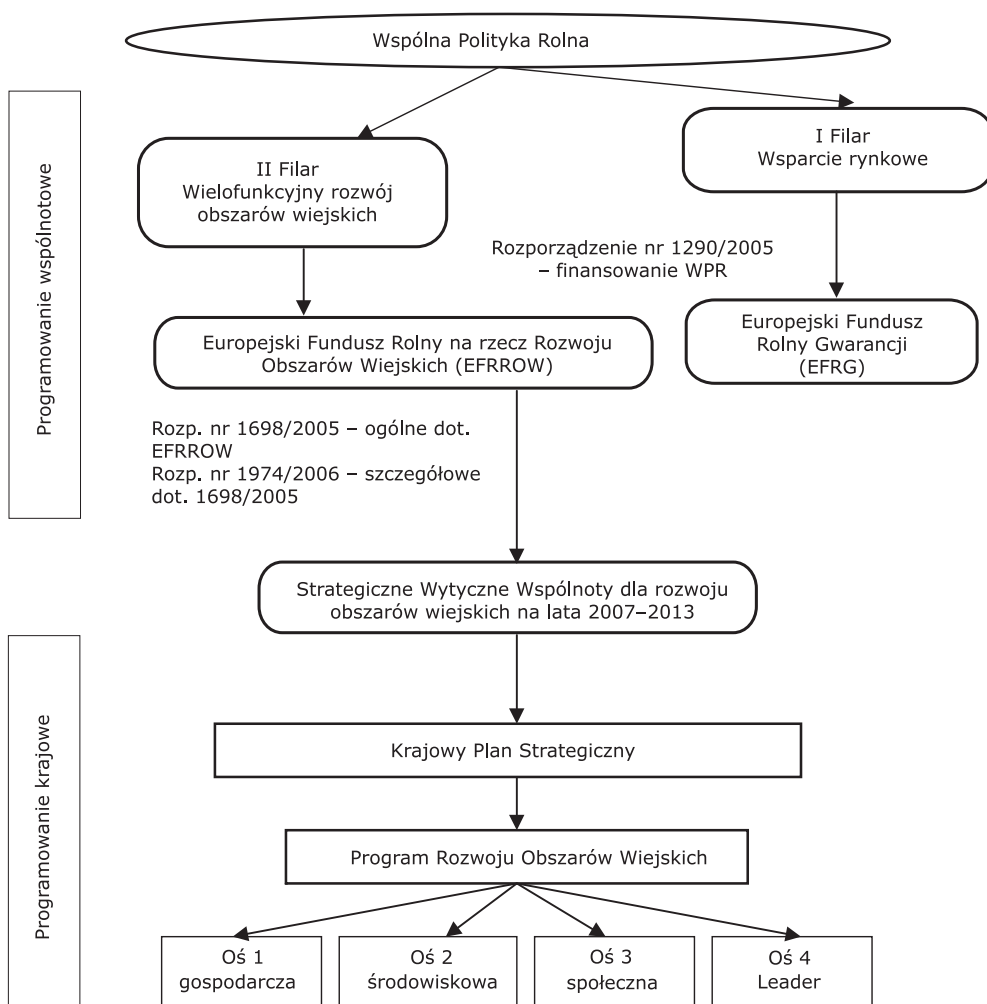 Wspólna Polityka Rolna
Programowanie wspólnotowe
I Filar
Wsparcie rynkowe
II Filar
Wielofunkcyjny rozwój
obszarów wiejskich
Rozporządzenie nr 1290/2005
– finansowanie WPR
Europejski Fundusz Rolny na rzecz Rozwoju
Obszarów Wiejskich (EFRROW)
Europejski Fundusz
Rolny Gwarancji
(EFRG)
Rozp. nr 1698/2005 – ogólne dot.
EFRROW
Rozp. nr 1974/2006 – szczegółowe
dot. 1698/2005
Strategiczne Wytyczne Wspólnoty dla rozwoju
obszarów wiejskich na lata 2007–2013
Programowanie krajowe
Krajowy Plan Strategiczny
Program Rozwoju Obszarów Wiejskich
Oś 1
gospodarcza
Oś 2
środowiskowa
Oś 3
społeczna
Oś 4
Leader